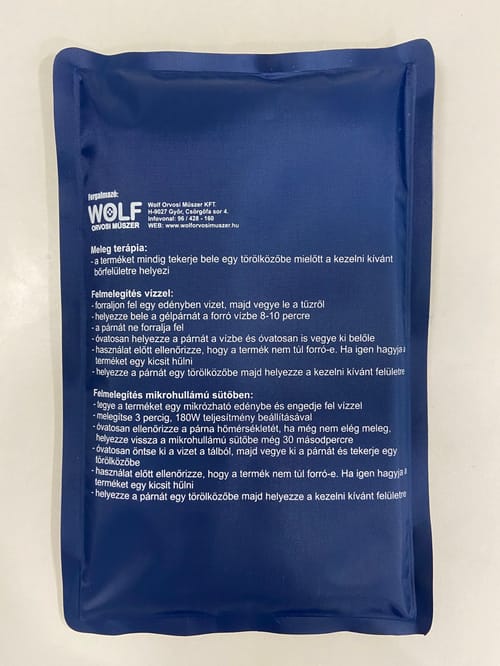 Forgalmazó:
WOLF
ORVOSI MŰSZER
Wolf Orvosi Műszer KFT.
H-9027 Győr, Csörgőfa sor 4.
Infavonal: 96 / 428 - 160
WEB: www.wolforvosimuszer.hu
Meleg terápia:
- a terméket mindig tekerje bele egy törölközőbe mielőtt a kezelni kívánt
bőrfelületre helyezi
Felmelegítés vízzel:
- forraljon fel egy edényben vizet, majd vegye le a tűzről
- helyezze bele a gélpárnát a forró vízbe 8-10 percre
- a párnát ne forralja fel
- óvatosan helyezze a párnát a vízbe és óvatosan is vegye ki belőle
- használat előtt ellenőrizze, hogy a termék nem túl forró-e. Ha igen hagyja a
terméket egy kicsit hűlni
- helyezze a párnát egy törölközőbe majd helyezze a kezelni kívánt felületre
Felmelegítés mikrohullámú sütőben:
- tegye a terméket egy mikrózható edénybe és engedje fel vízzel
- melegítse 3 percig, 180W teljesítmény beállításával
- óvatosan ellenőrizze a párna hőmérsékletét, ha még nem elég meleg,
helyezze vissza a mikrohullámú sütőbe még 30 másodpercre
- óvatosan öntse ki a vizet a tálból, majd vegye ki a párnát és tekerje egy
törölközőbe
- használat előtt ellenőrizze, hogy a termék nem túl forró-e. Ha igen hagyja a
terméket egy kicsit hűlni
- helyezze a párnát egy törölközőbe majd helyezze a kezelni kívánt felületre